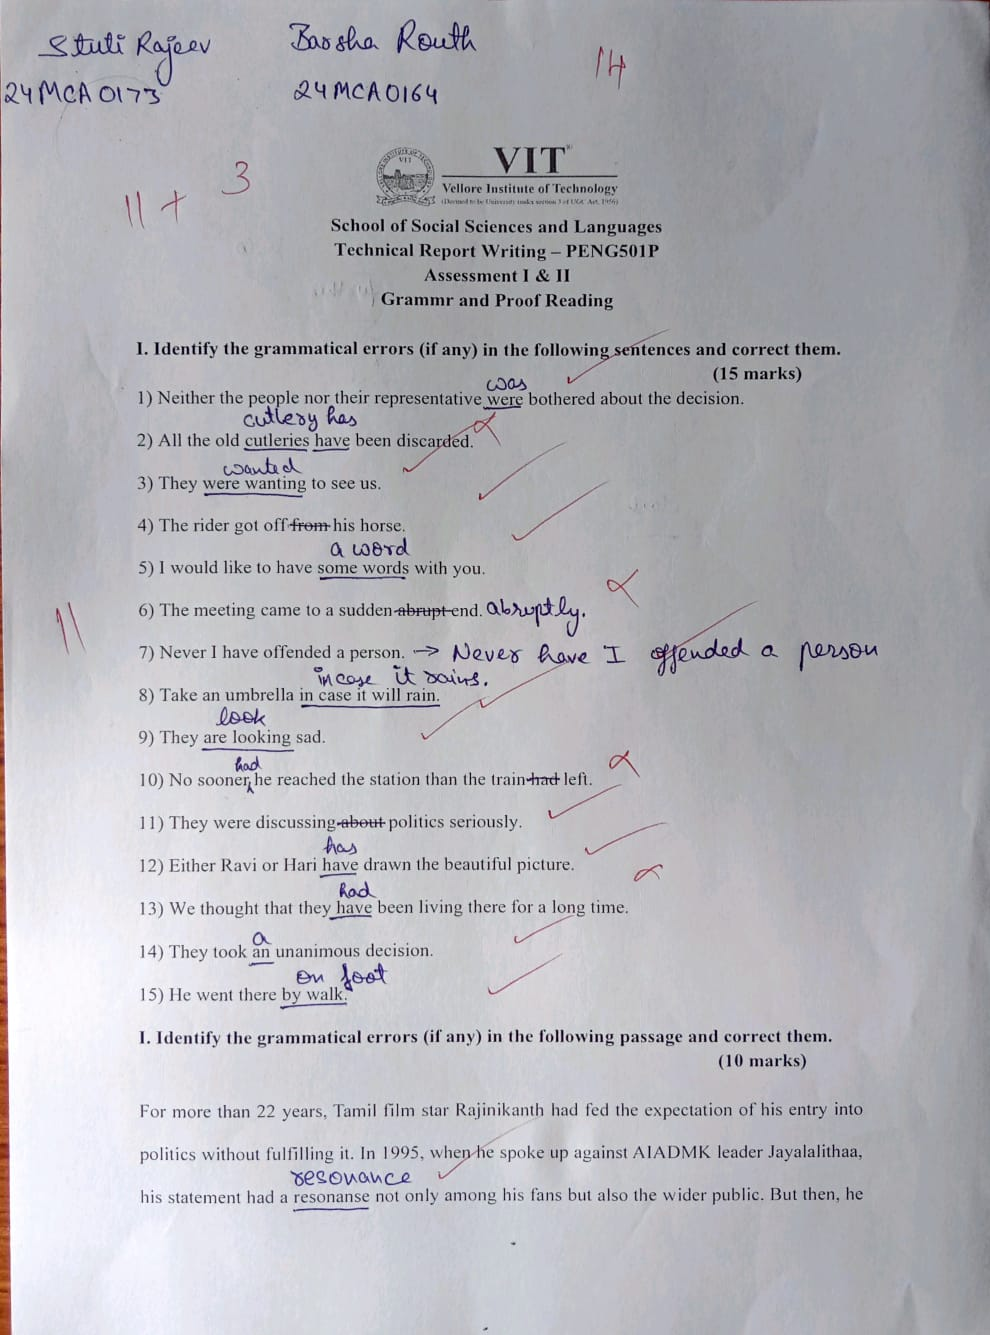 Stuti Rajeev Barsha Routh
24MCA0173 24MCA0164
14
11 + 3
VIT
Vellore Institute of Technology
(Deemed to be University under section 3 of UGC Act, 1956)
School of Social Sciences and Languages
Technical Report Writing – PENG501P
Assessment I & II
Grammr and Proof Reading
I. Identify the grammatical errors (if any) in the following sentences and correct them.
(15 marks)
was
1) Neither the people nor their representative were bothered about the decision.
cutlery has
2) All the old cutleries have been discarded.
wanted
3) They were wanting to see us.
4) The rider got off from his horse.
a word
5) I would like to have some words with you.
11
6) The meeting came to a sudden abrupt end. abruptly.
7) Never I have offended a person. → Never have I offended a person
incase it rains.
8) Take an umbrella in case it will rain.
look
9) They are looking sad.
had
10) No sooner he reached the station than the train had left.
11) They were discussing about politics seriously.
has
12) Either Ravi or Hari have drawn the beautiful picture.
had
13) We thought that they have been living there for a long time.
a
14) They took an unanimous decision.
on foot
15) He went there by walk.
I. Identify the grammatical errors (if any) in the following passage and correct them.
(10 marks)
For more than 22 years, Tamil film star Rajinikanth had fed the expectation of his entry into
politics without fulfilling it. In 1995, when he spoke up against AIADMK leader Jayalalithaa,
resonance
his statement had a resonanse not only among his fans but also the wider public. But then, he